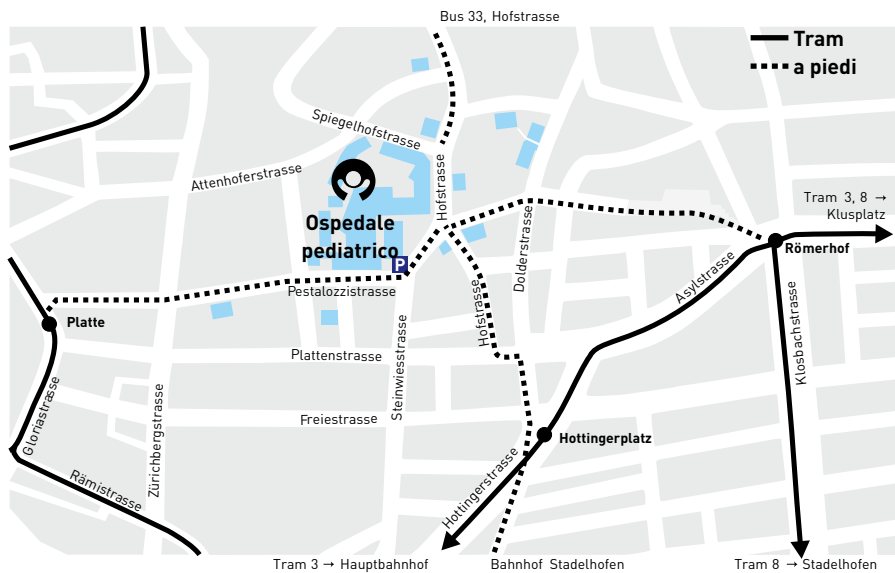 Bus 33, Hofstrasse
Tram
a piedi
Spiegelhofstrasse
Attenhoferstrasse
Hofstrasse
Tram 3, 8 →
Klusplatz
Ospedale
pediatrico
P
Dolderstrasse
Römerhof
Asylstrasse
Pestalozzistrasse
Hofstrasse
Platte
Plattenstrasse
Steinwiesstrasse
Klosbachstrasse
Gloriastrasse
Zürichbergstrasse
Freiestrasse
Hottingerplatz
Hottingerstrasse
Rämistrasse
Tram 3 → Hauptbahnhof
Bahnhof Stadelhofen
Tram 8 → Stadelhofen